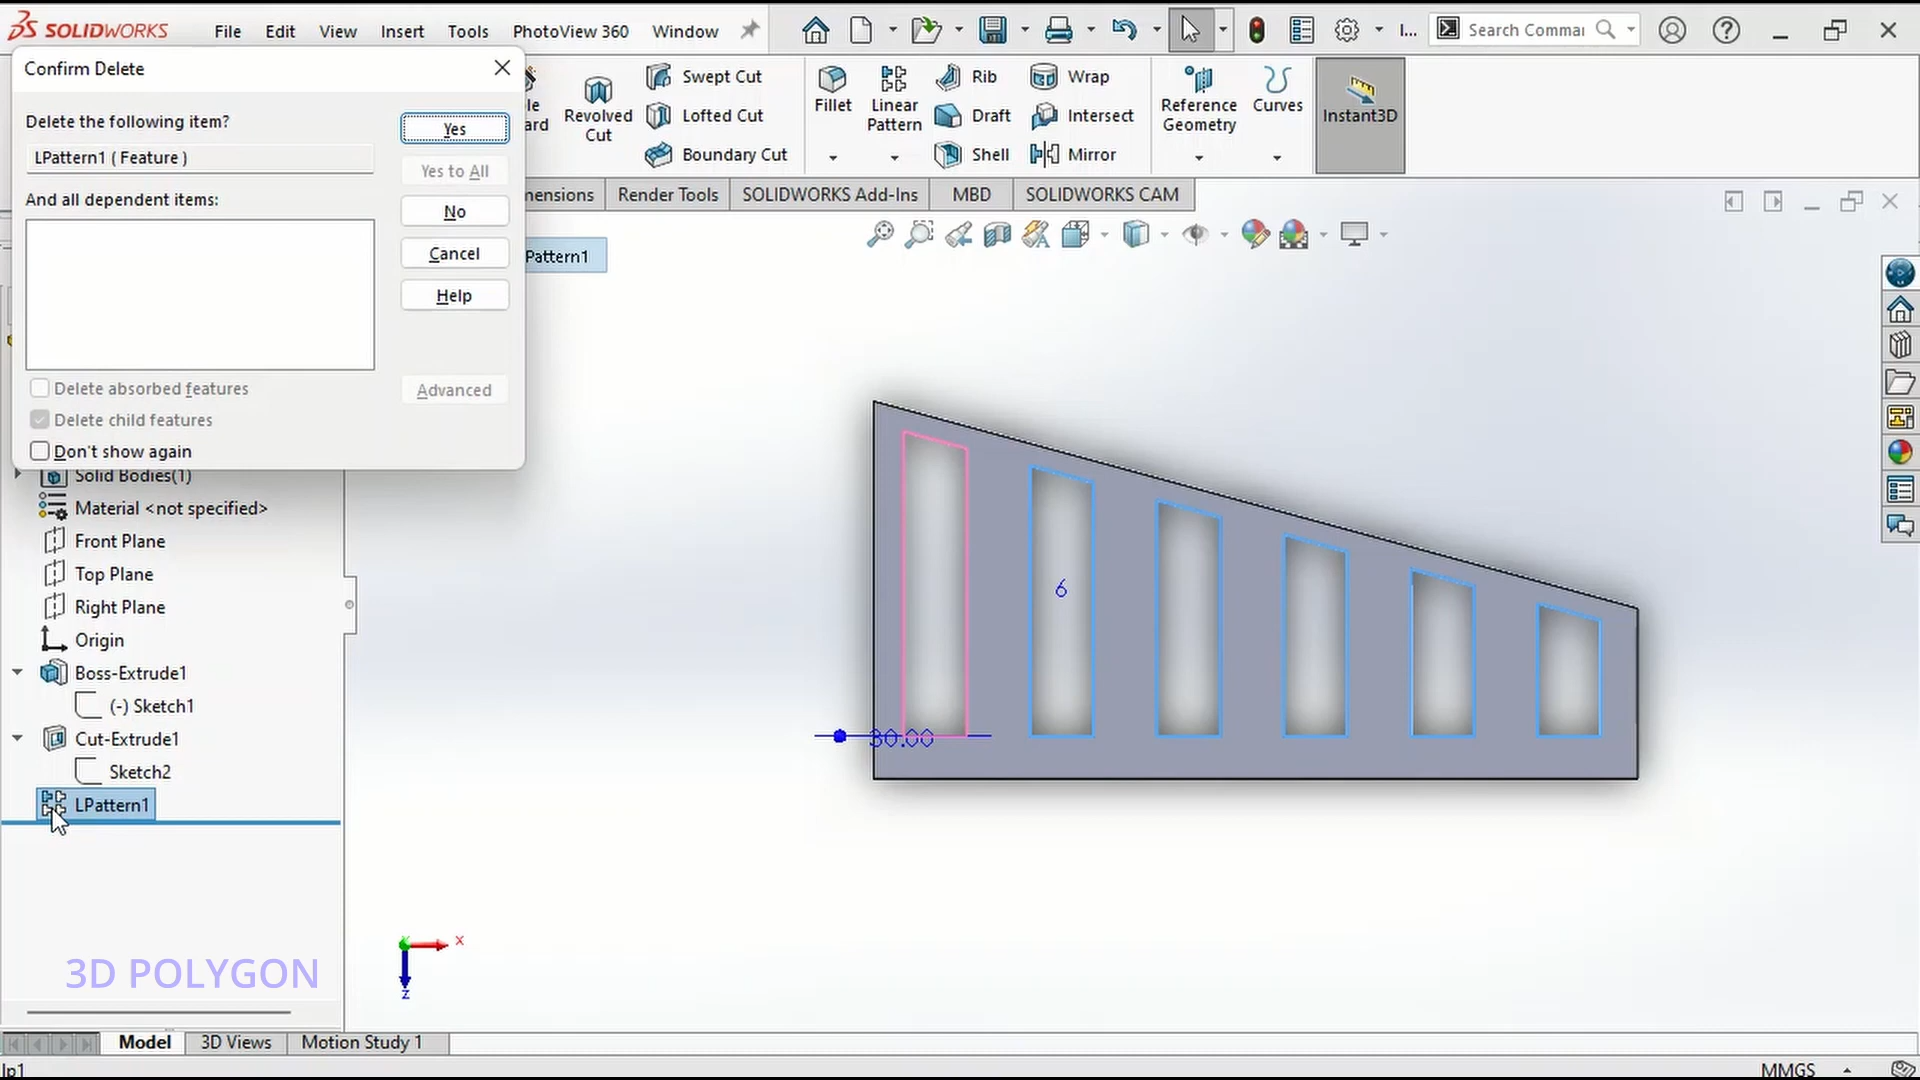 SOLIDWORKS
File
Edit
View
Insert
Tools
PhotoView 360
Window
I...
Search Commai
Confirm Delete
Delete the following item?
LPattern1 ( Feature )
And all dependent items:
Yes
Yes to All
No
Cancel
Help
Advanced
Delete absorbed features
Delete child features
Don't show again
ard
Revolved
Cut
Swept Cut
Lofted Cut
Boundary Cut
Fillet
Linear
Pattern
Rib
Draft
Shell
Wrap
Intersect
Mirror
Reference
Geometry
Curves
Instant3D
mensions
Render Tools
SOLIDWORKS Add-Ins
MBD
SOLIDWORKS CAM
Pattern1
Solid Bodies(1)
Material <not specified>
Front Plane
Top Plane
Right Plane
Origin
Boss-Extrude1
(-) Sketch1
Cut-Extrude1
Sketch2
LPattern1
6
30.00
x
z
3D POLYGON
Model
3D Views
Motion Study 1
lp1
MMGS